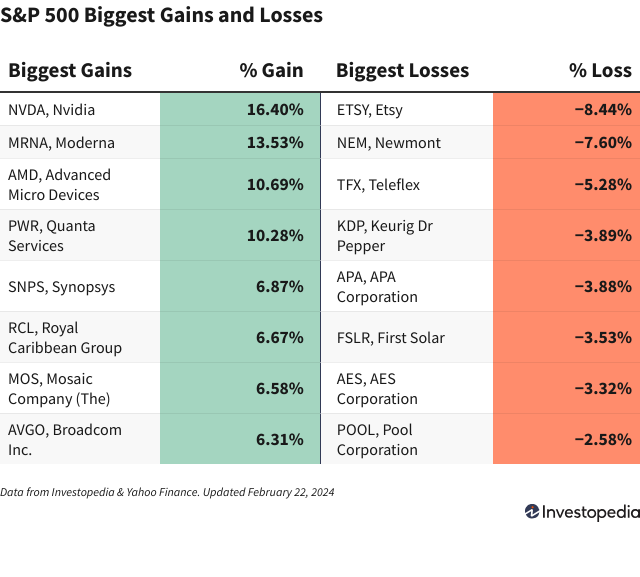 S&P 500 Biggest Gains and Losses
Biggest Gains % Gain Biggest Losses % Loss
NVDA, Nvidia 16.40% ETSY, Etsy −8.44%
MRNA, Moderna 13.53% NEM, Newmont −7.60%
AMD, Advanced
Micro Devices 10.69% TFX, Teleflex −5.28%
PWR, Quanta
Services 10.28% KDP, Keurig Dr
Pepper −3.89%
SNPS, Synopsys 6.87% APA, APA
Corporation −3.88%
RCL, Royal
Caribbean Group 6.67% FSLR, First Solar −3.53%
MOS, Mosaic
Company (The) 6.58% AES, AES
Corporation −3.32%
AVGO, Broadcom
Inc. 6.31% POOL, Pool
Corporation −2.58%
Data from Investopedia & Yahoo Finance. Updated February 22, 2024
Investopedia